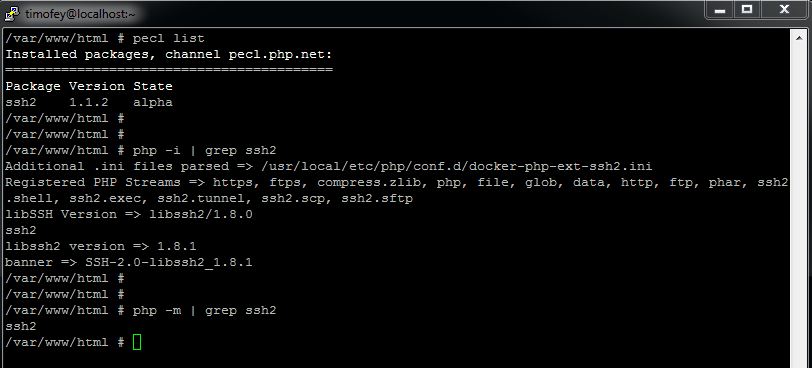 timofey@localhost:~
/var/www/html # pecl list
Installed packages, channel pecl.php.net:
=========================================
Package Version State
ssh2    1.1.2   alpha
/var/www/html #
/var/www/html #
/var/www/html # php -i | grep ssh2
Additional .ini files parsed => /usr/local/etc/php/conf.d/docker-php-ext-ssh2.ini
Registered PHP Streams => https, ftps, compress.zlib, php, file, glob, data, http, ftp, phar, ssh2
.shell, ssh2.exec, ssh2.tunnel, ssh2.scp, ssh2.sftp
libSSH Version => libssh2/1.8.0
ssh2
libssh2 version => 1.8.1
banner => SSH-2.0-libssh2_1.8.1
/var/www/html #
/var/www/html #
/var/www/html # php -m | grep ssh2
ssh2
/var/www/html #